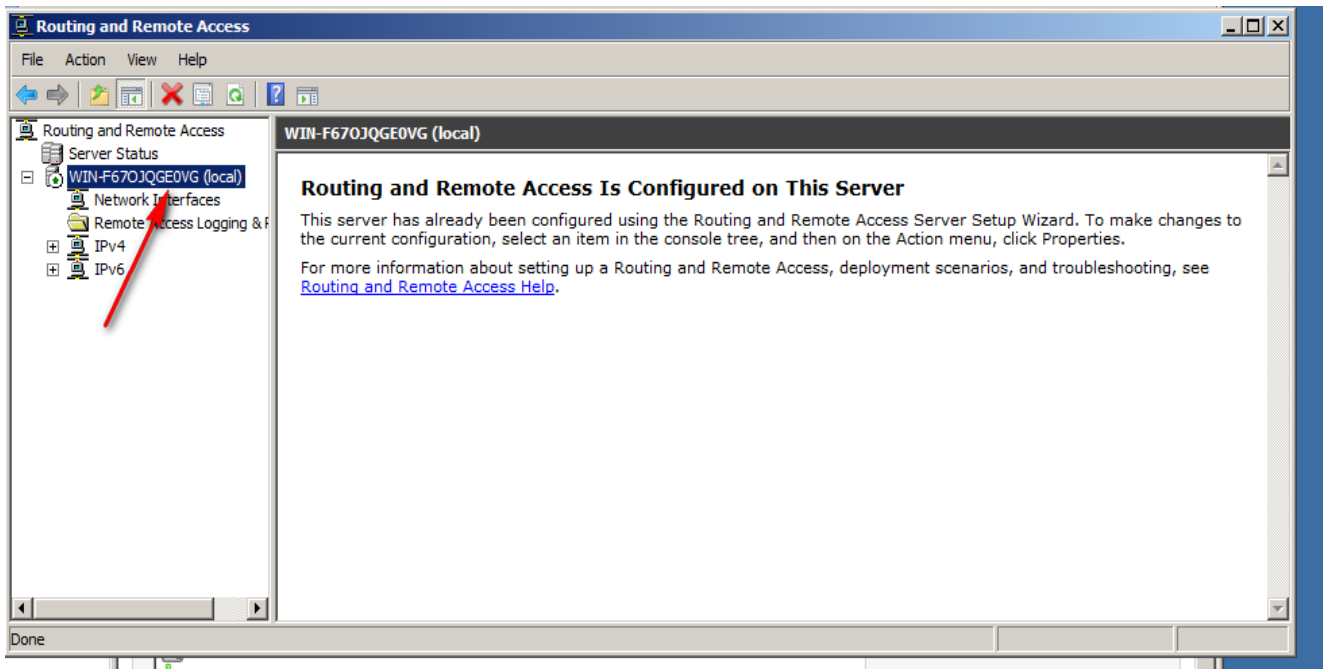 Routing and Remote Access
File Action View Help
Routing and Remote Access
Server Status
WIN-F67OJQGE0VG (local)
Network Interfaces
Remote Access Logging &
IPv4
IPv6
WIN-F67OJQGE0VG (local)
Routing and Remote Access Is Configured on This Server
This server has already been configured using the Routing and Remote Access Server Setup Wizard. To make changes to
the current configuration, select an item in the console tree, and then on the Action menu, click Properties.
For more information about setting up a Routing and Remote Access, deployment scenarios, and troubleshooting, see
Routing and Remote Access Help.
Done